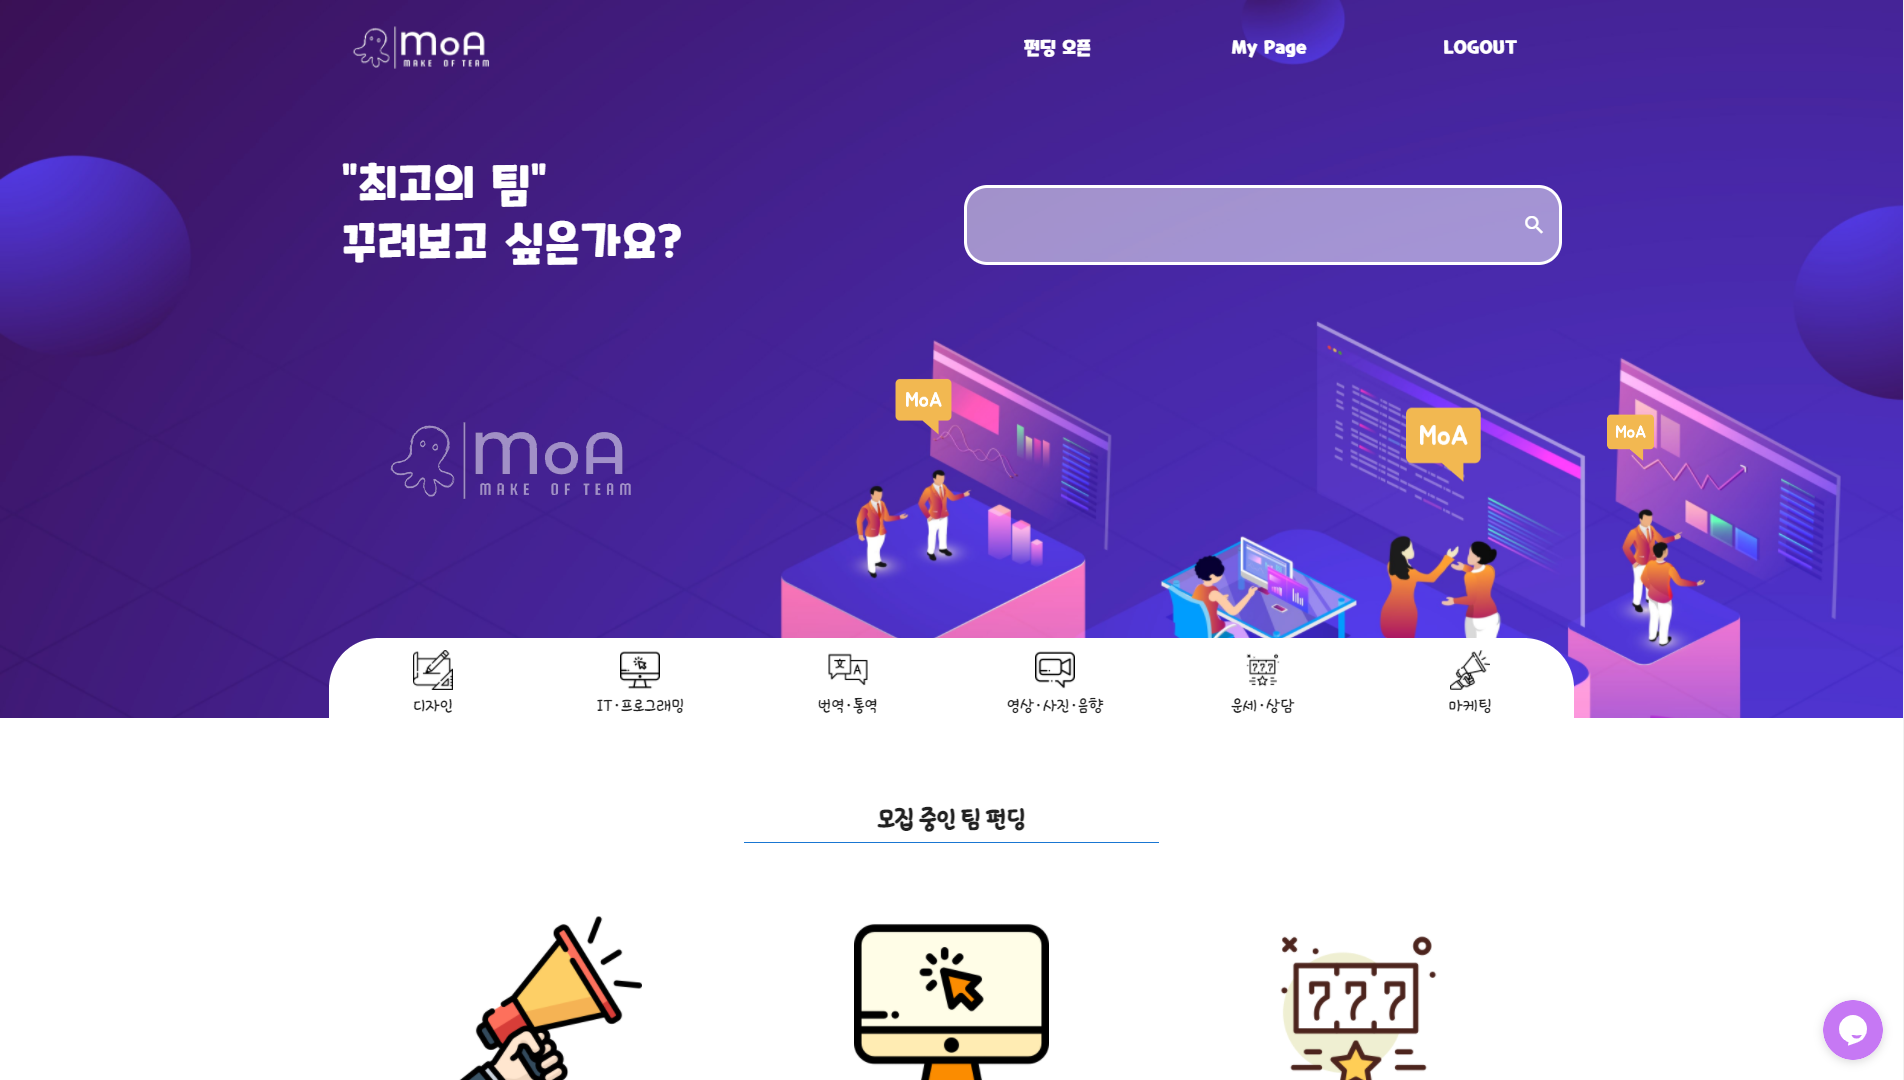 MoA
MAKE OF TEAM
펀딩 오픈
My Page
LOGOUT
"최고의 팀"
꾸려보고 싶은가요?
MoA
MAKE OF TEAM
MoA
MoA
MoA
디자인
IT·프로그래밍
번역·통역
영상·사진·음향
운세·상담
마케팅
모집 중인 팀 펀딩
777